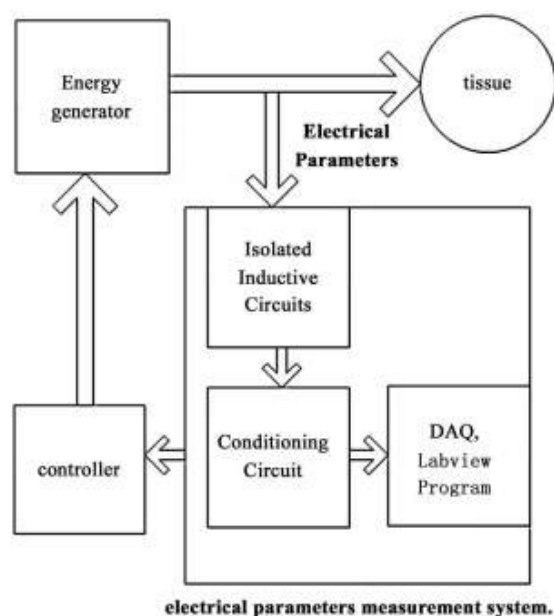 Energy
generator
tissue
Electrical
Parameters
Isolated
Inductive
Circuits
controller
Conditioning
Circuit
DAQ,
Labview
Program
electrical parameters measurement system.